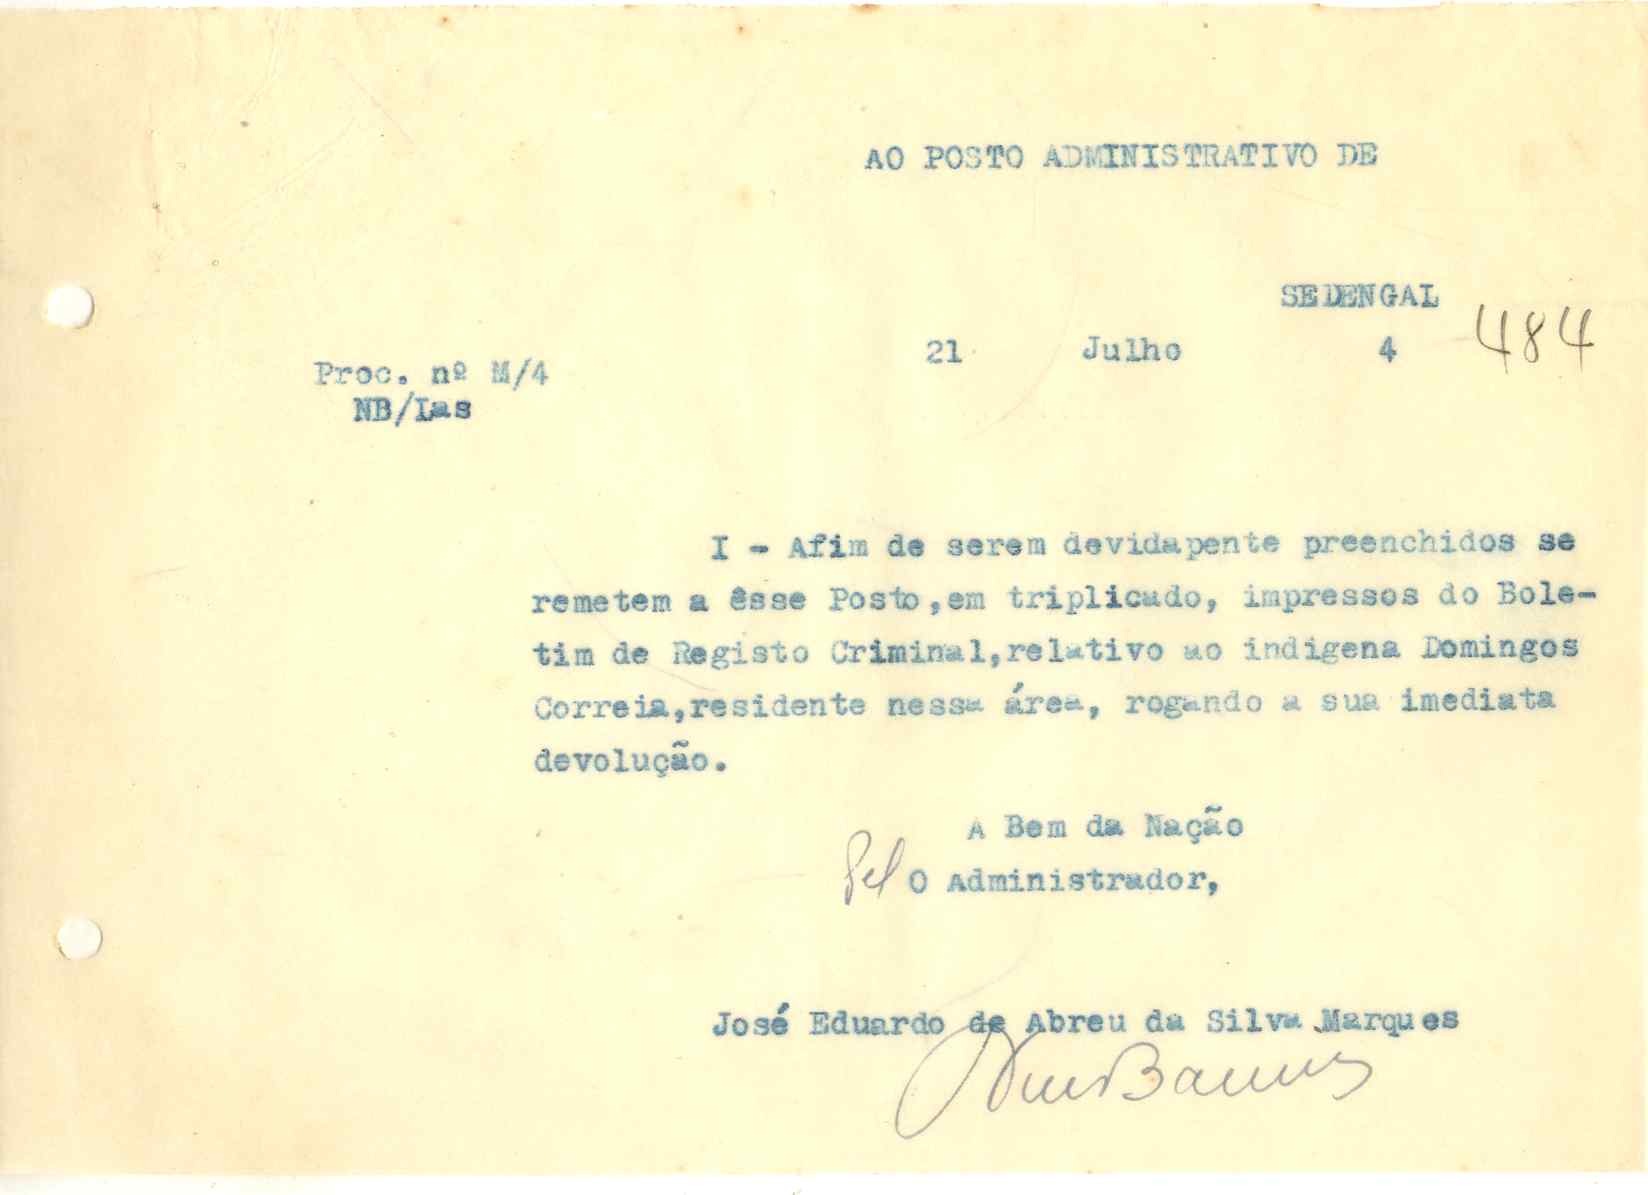 AO POSTO ADMINISTRATIVO DE
SEDENGAL
21 Julho 4 484
Proc. nº M/4
NB/Las
I - Afim de serem devidapente preenchidos se
remetem a êsse Posto,em triplicado, impressos do Bole-
tim de Registo Criminal,relativo ao indigena Domingos
Correia,residente nessa área, rogando a sua imediata
devolução.
A Bem da Nação
Pel O Administrador,
José Eduardo de Abreu da Silva Marques